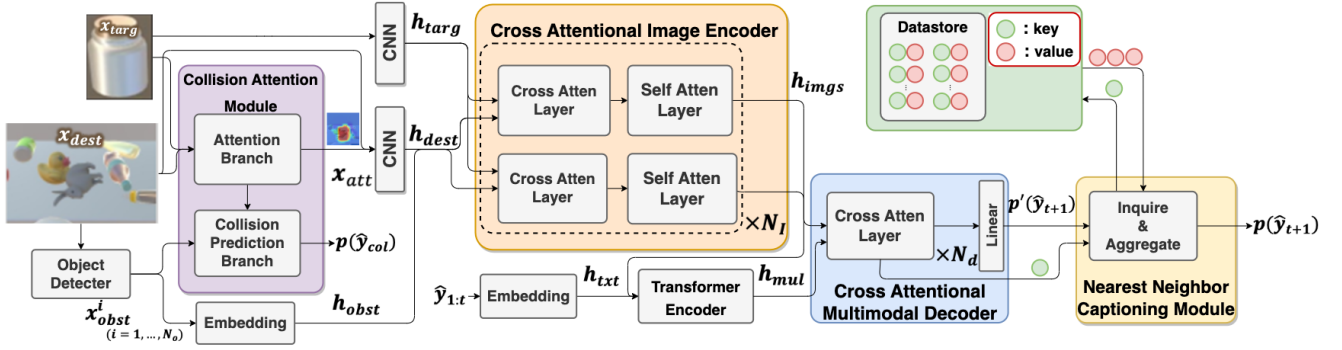 x_targ
x_dest
Object
Detecter
x^i_obst
(i = 1, ..., N_o)
Collision Attention
Module
Attention
Branch
Collision
Prediction
Branch
p(ŷ_col)
x_att
Embedding
h_obst
CNN
CNN
h_targ
h_dest
Cross Attentional Image Encoder
Cross Atten
Layer
Self Atten
Layer
Cross Atten
Layer
Self Atten
Layer
×N_I
h_imgs
ŷ_1:t
Embedding
h_txt
Transformer
Encoder
h_mul
Cross Atten
Layer
×N_d
Linear
Cross Attentional
Multimodal Decoder
p'(ŷ_t+1)
Datastore
: key
: value
Inquire
&
Aggregate
Nearest Neighbor
Captioning Module
p(ŷ_t+1)